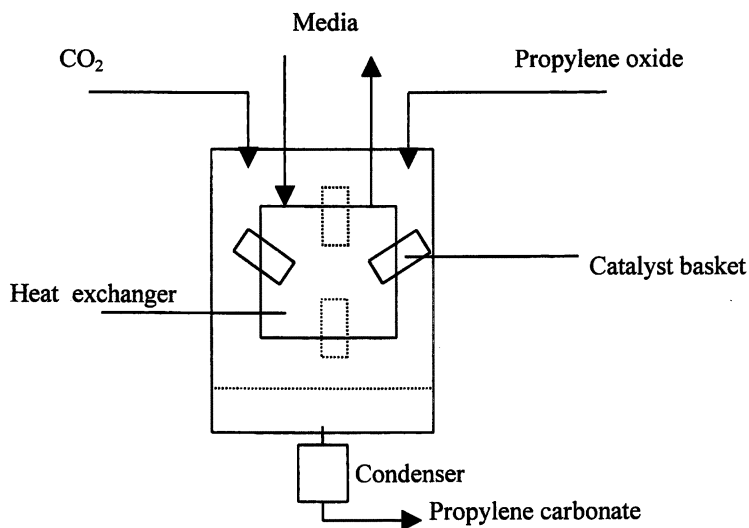 Media
CO₂
Propylene oxide
Catalyst basket
Heat exchanger
Condenser
Propylene carbonate